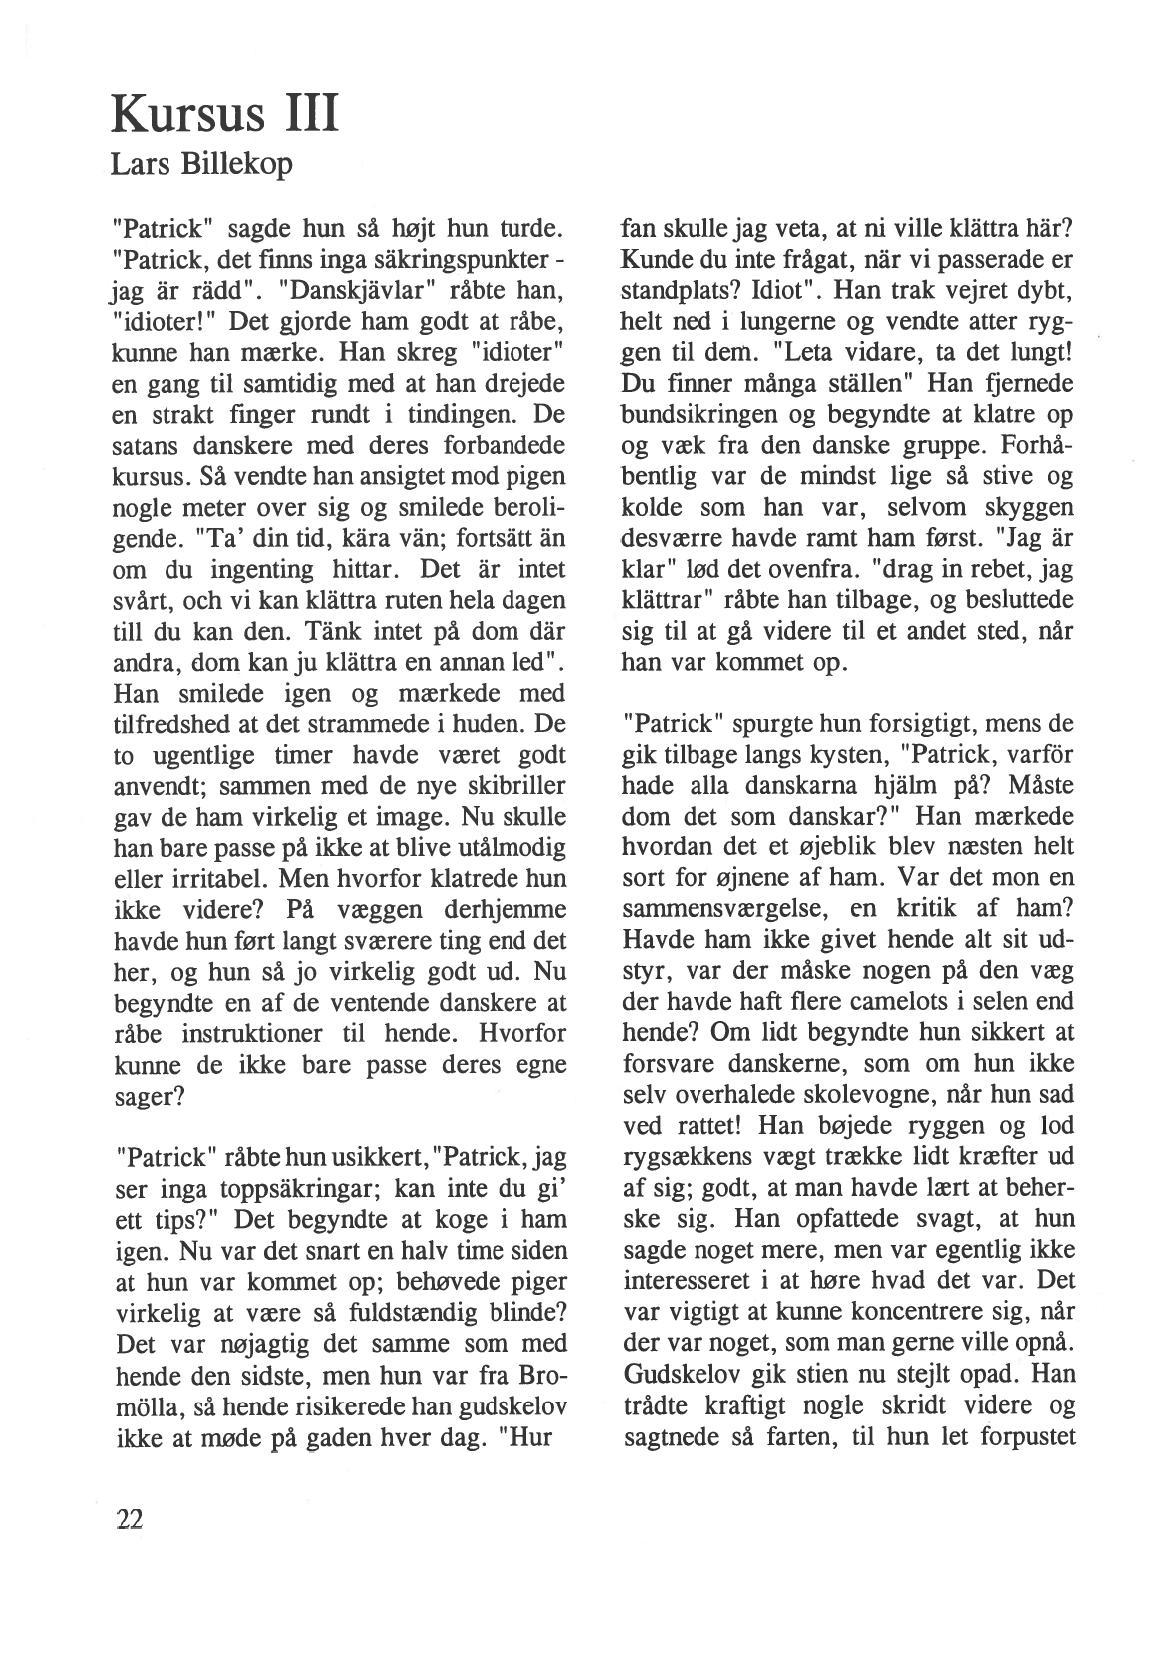 Kursus III
Lars Billekop
"Patrick" sagde hun så højt hun turde.
"Patrick, det finns inga säkringspunkter -
jag är rädd". "Danskjävlar" råbte han,
"idioter!" Det gjorde ham godt at råbe,
kunne han mærke. Han skreg "idioter"
en gang til samtidig med at han drejede
en strakt finger rundt i tindingen. De
satans danskere med deres forbandede
kursus. Så vendte han ansigtet mod pigen
nogle meter over sig og smilede beroli-
gende. "Ta' din tid, kära vän; fortsätt än
om du ingenting hittar. Det är intet
svårt, och vi kan klättra ruten hela dagen
till du kan den. Tänk intet på dom där
andra, dom kan ju klättra en annan led".
Han smilede igen og mærkede med
tilfredshed at det strammede i huden. De
to ugentlige timer havde været godt
anvendt; sammen med de nye skibriller
gav de ham virkelig et image. Nu skulle
han bare passe på ikke at blive utålmodig
eller irritabel. Men hvorfor klatrede hun
ikke videre? På væggen derhjemme
havde hun ført langt sværere ting end det
her, og hun så jo virkelig godt ud. Nu
begyndte en af de ventende danskere at
råbe instruktioner til hende. Hvorfor
kunne de ikke bare passe deres egne
sager?
"Patrick" råbte hun usikkert, "Patrick, jag
ser inga toppsäkringar; kan inte du gi'
ett tips?" Det begyndte at koge i ham
igen. Nu var det snart en halv time siden
at hun var kommet op; behøvede piger
virkelig at være så fuldstændig blinde?
Det var nøjagtig det samme som med
hende den sidste, men hun var fra Bro-
mölla, så hende risikerede han gudskelov
ikke at møde på gaden hver dag. "Hur
fan skulle jag veta, at ni ville klättra här?
Kunde du inte frågat, när vi passerade er
standplats? Idiot". Han trak vejret dybt,
helt ned i lungerne og vendte atter ryg-
gen til dem. "Leta vidare, ta det lungt!
Du finner många ställen" Han fjernede
bundsikringen og begyndte at klatre op
og væk fra den danske gruppe. Forhå-
bentlig var de mindst lige så stive og
kolde som han var, selvom skyggen
desværre havde ramt ham først. "Jag är
klar" lød det ovenfra. "drag in rebet, jag
klättrar" råbte han tilbage, og besluttede
sig til at gå videre til et andet sted, når
han var kommet op.
"Patrick" spurgte hun forsigtigt, mens de
gik tilbage langs kysten, "Patrick, varför
hade alla danskarna hjälm på? Måste
dom det som danskar?" Han mærkede
hvordan det et øjeblik blev næsten helt
sort for øjnene af ham. Var det mon en
sammensværgelse, en kritik af ham?
Havde ham ikke givet hende alt sit ud-
styr, var der måske nogen på den væg
der havde haft flere camelots i selen end
hende? Om lidt begyndte hun sikkert at
forsvare danskerne, som om hun ikke
selv overhalede skolevogne, når hun sad
ved rattet! Han bøjede ryggen og lod
rygsækkens vægt trække lidt kræfter ud
af sig; godt, at man havde lært at beher-
ske sig. Han opfattede svagt, at hun
sagde noget mere, men var egentlig ikke
interesseret i at høre hvad det var. Det
var vigtigt at kunne koncentrere sig, når
der var noget, som man gerne ville opnå.
Gudskelov gik stien nu stejlt opad. Han
trådte kraftigt nogle skridt videre og
sagtnede så farten, til hun let forpustet
22